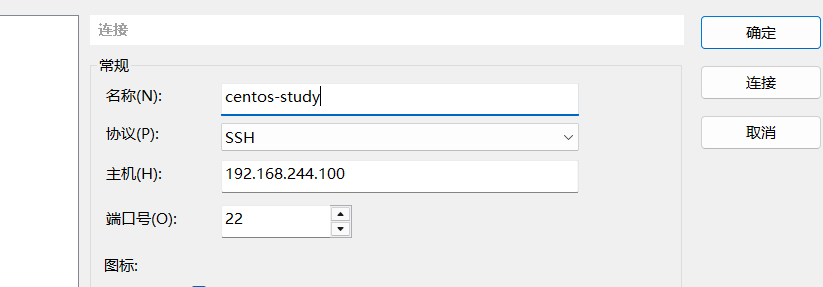 连接
常规
确定
名称(N): centos-study
连接
协议(P): SSH
取消
主机(H): 192.168.244.100
端口号(O): 22
图标: